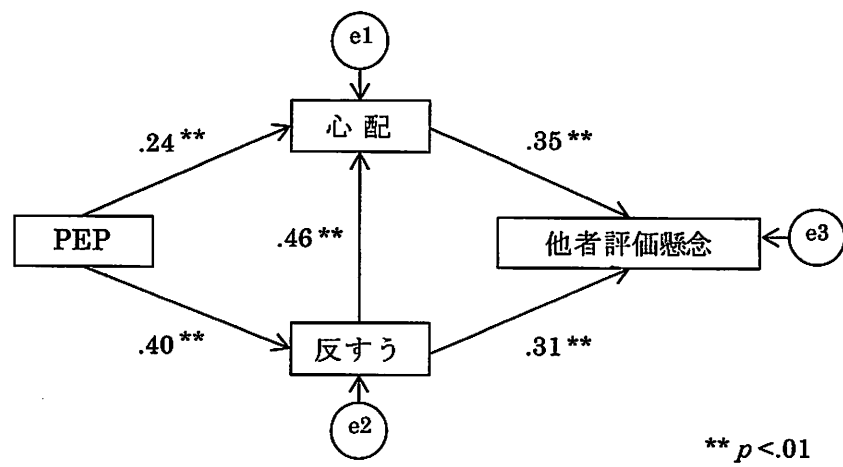 e1
心配
.24**
.35**
PEP
.46**
他者評価懸念
e3
.40**
反すう
.31**
e2
** p<.01